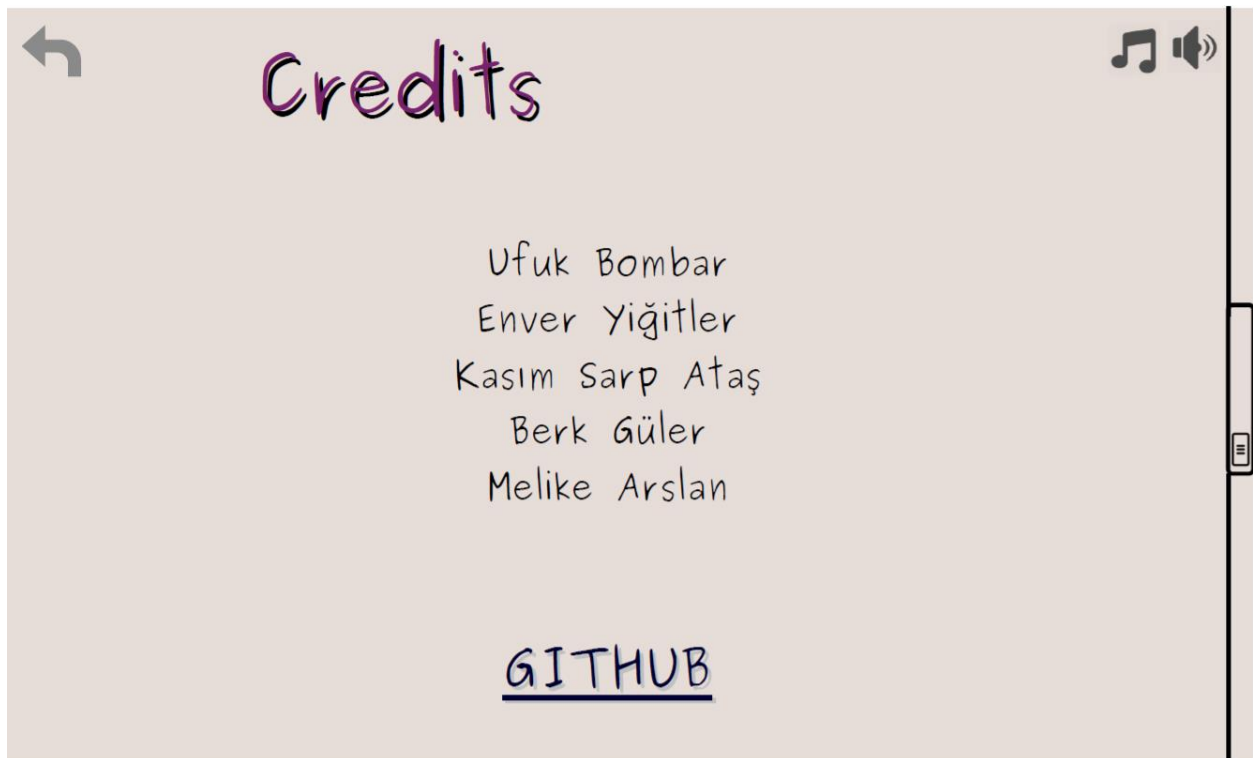 Credits
Ufuk Bombar
Enver Yiğitler
Kasım Sarp Ataş
Berk Güler
Melike Arslan
GITHUB